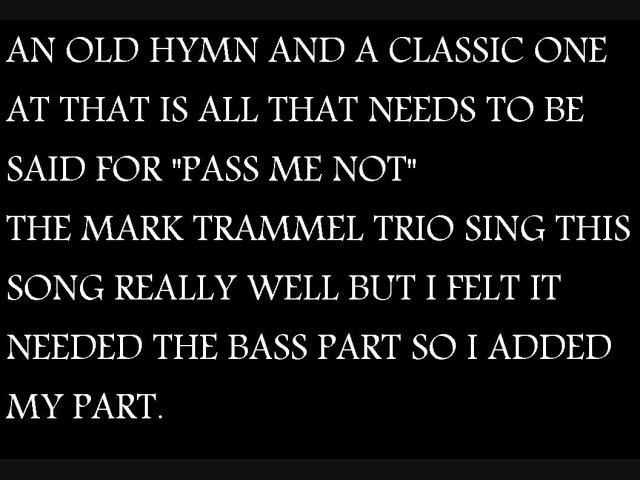 AN OLD HYMN AND A CLASSIC ONE
AT THAT IS ALL THAT NEEDS TO BE
SAID FOR "PASS ME NOT"
THE MARK TRAMMEL TRIO SING THIS
SONG REALLY WELL BUT I FELT IT
NEEDED THE BASS PART SO I ADDED
MY PART.